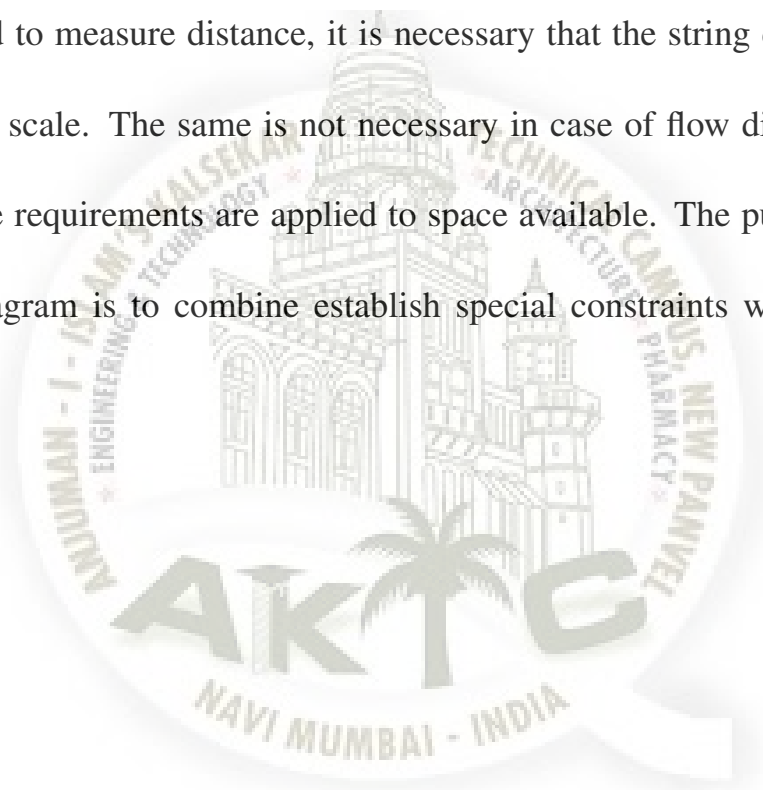 to measure distance, it is necessary that the string
scale. The same is not necessary in case of flow di
requirements are applied to space available. The pu
agram is to combine establish special constraints w
ANJUMAN - I - ISLAM'S KALSEKAR TECHNICAL CAMPUS, NEW PANVEL
ENGINEERING * TECHNOLOGY * * ARCHITECTURE * PHARMACY *
AKTC
NAVI MUMBAI - INDIA